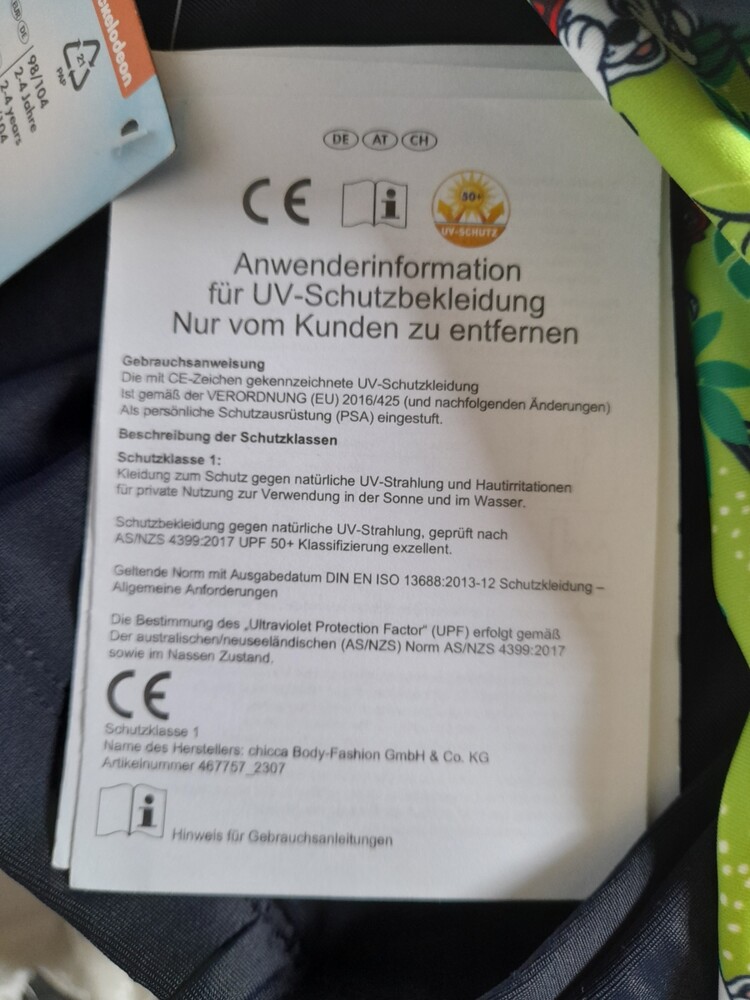 ckelodeon
21
PAP
98/104
2-4 Jahre
2-4 years
DE AT CH
CE i 50+
UV-SCHUTZ
Anwenderinformation
für UV-Schutzbekleidung
Nur vom Kunden zu entfernen
Gebrauchsanweisung
Die mit CE-Zeichen gekennzeichnete UV-Schutzkleidung
Ist gemäß der VERORDNUNG (EU) 2016/425 (und nachfolgenden Änderungen)
Als persönliche Schutzausrüstung (PSA) eingestuft.
Beschreibung der Schutzklassen
Schutzklasse 1:
Kleidung zum Schutz gegen natürliche UV-Strahlung und Hautirritationen
für private Nutzung zur Verwendung in der Sonne und im Wasser.
Schutzbekleidung gegen natürliche UV-Strahlung, geprüft nach
AS/NZS 4399:2017 UPF 50+ Klassifizierung exzellent.
Geltende Norm mit Ausgabedatum DIN EN ISO 13688:2013-12 Schutzkleidung –
Allgemeine Anforderungen
Die Bestimmung des „Ultraviolet Protection Factor“ (UPF) erfolgt gemäß
Der australischen/neuseeländischen (AS/NZS) Norm AS/NZS 4399:2017
sowie im Nassen Zustand.
CE
Schutzklasse 1
Name des Herstellers: chicca Body-Fashion GmbH & Co. KG
Artikelnummer 467757_2307
i Hinweis für Gebrauchsanleitungen